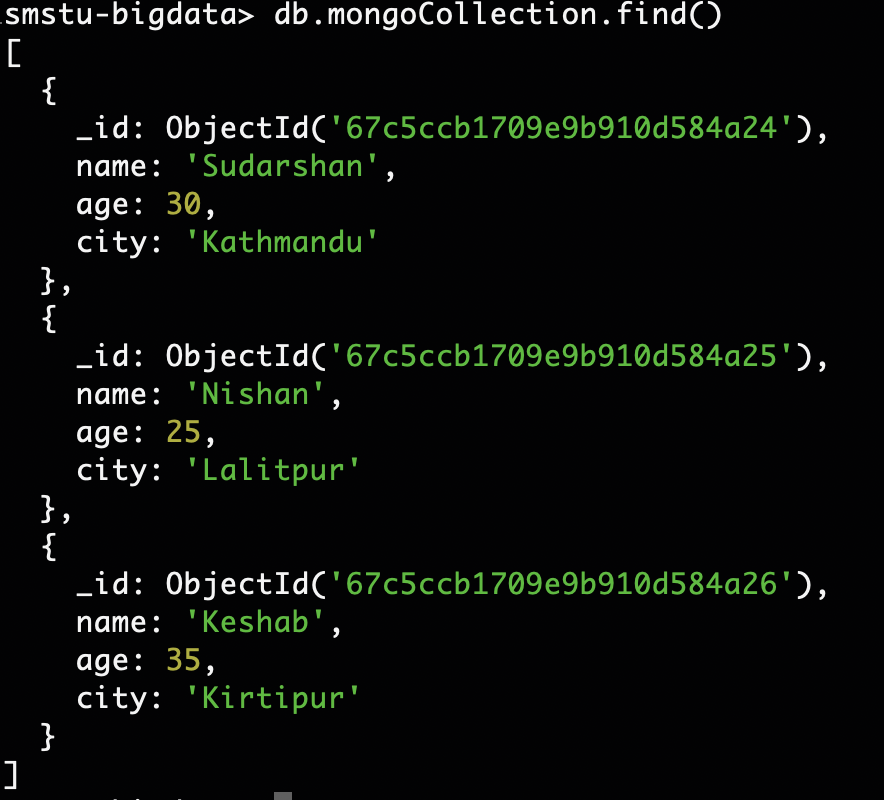 smstu-bigdata> db.mongoCollection.find()
[
  {
    _id: ObjectId('67c5ccb1709e9b910d584a24'),
    name: 'Sudarshan',
    age: 30,
    city: 'Kathmandu'
  },
  {
    _id: ObjectId('67c5ccb1709e9b910d584a25'),
    name: 'Nishan',
    age: 25,
    city: 'Lalitpur'
  },
  {
    _id: ObjectId('67c5ccb1709e9b910d584a26'),
    name: 'Keshab',
    age: 35,
    city: 'Kirtipur'
  }
]